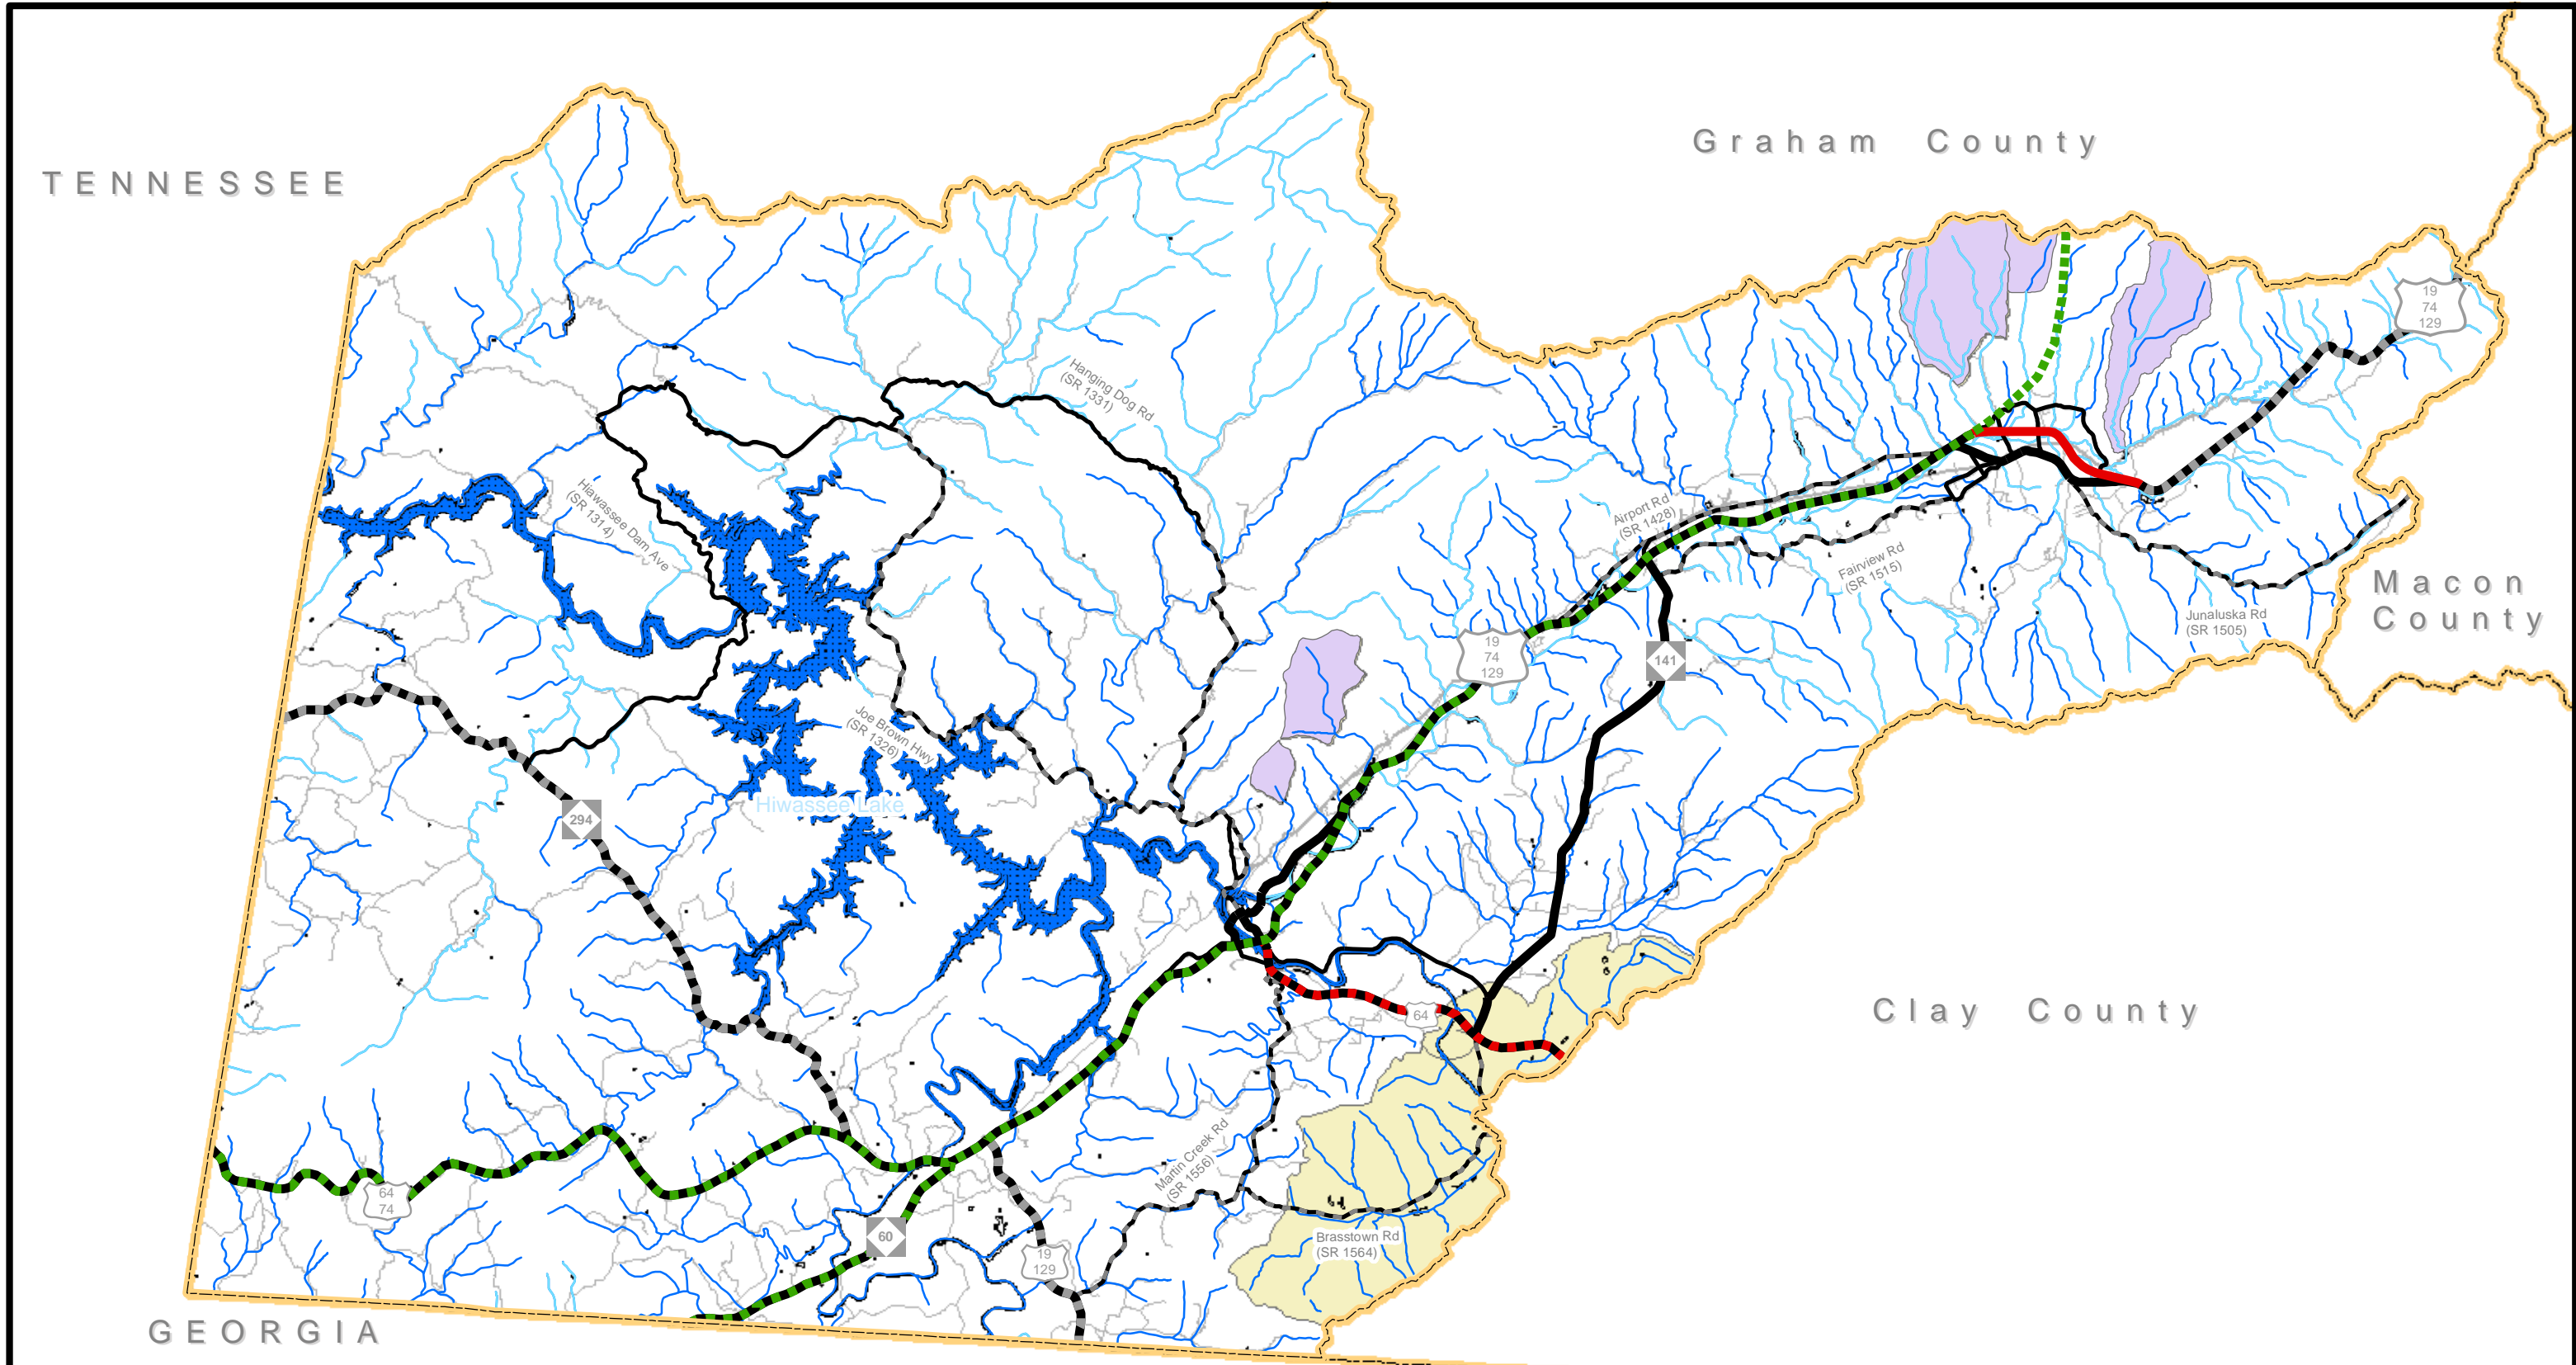 Graham County
TENNESSEE
19
74
129
Hanging Dog Rd
(SR 1331)
Hiawassee Dam Ave
(SR 1314)
Airport Rd
(SR 1428)
Fairview Rd
(SR 1515)
Macon
County
Junaluska Rd
(SR 1505)
19
74
129
141
Joe Brown Hwy
(SR 1326)
Hiwassee Lake
294
Clay County
64
Martin Creek Rd
(SR 1556)
64
74
60
Brasstown Rd
(SR 1564)
19
129
GEORGIA